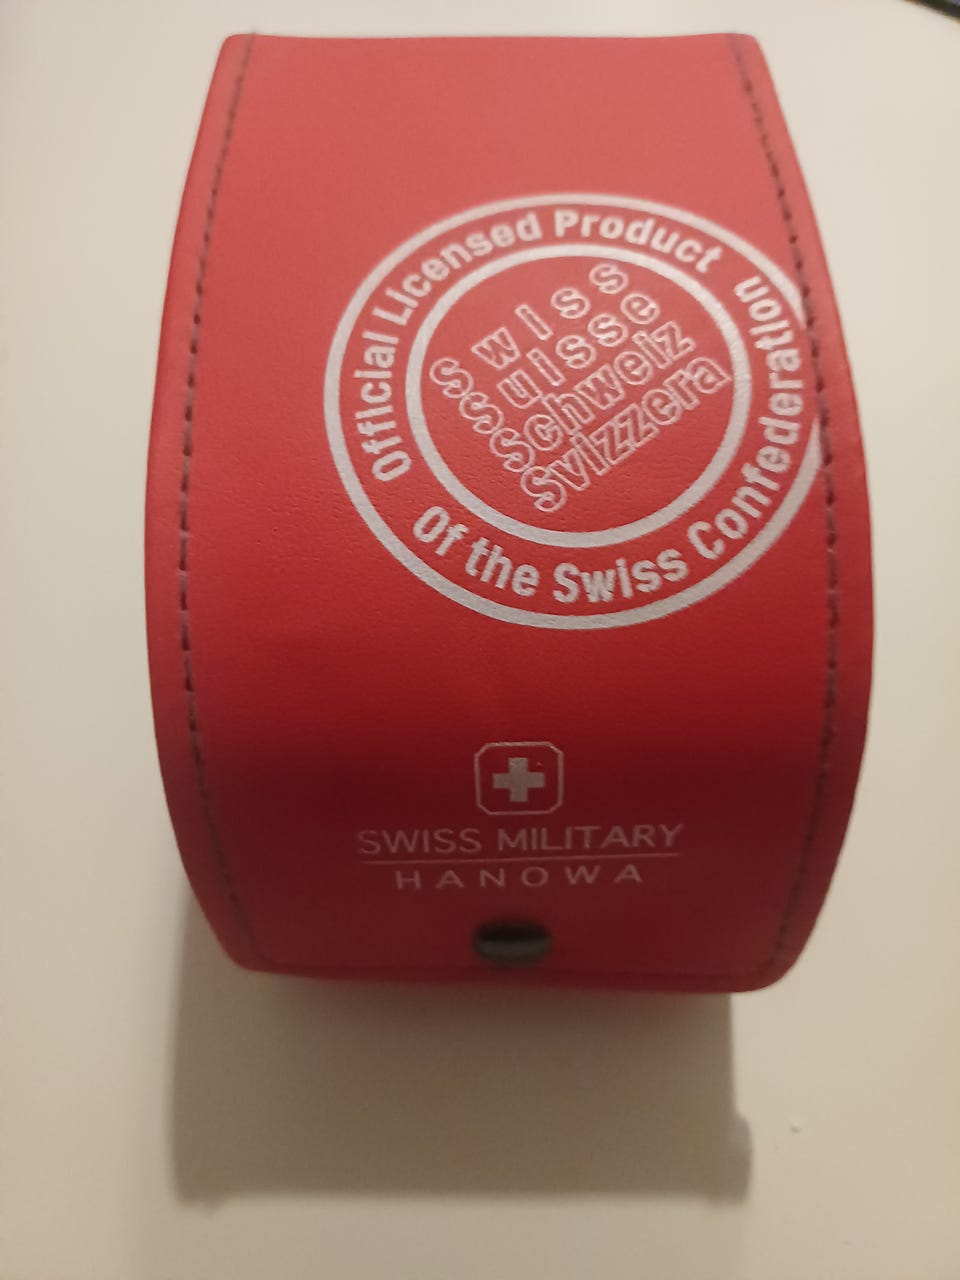 Official Licensed Product
Swiss
Suisse
Schweiz
Svizzera
Of the Swiss Confederation
SWISS MILITARY
HANOWA